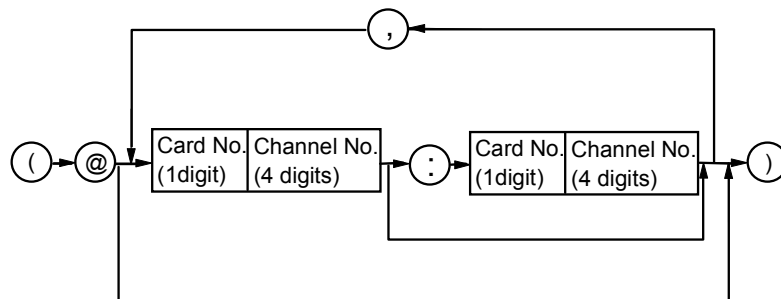 ,
( @ Card No. Channel No. : Card No. Channel No. )
(1digit) (4 digits) (1digit) (4 digits)